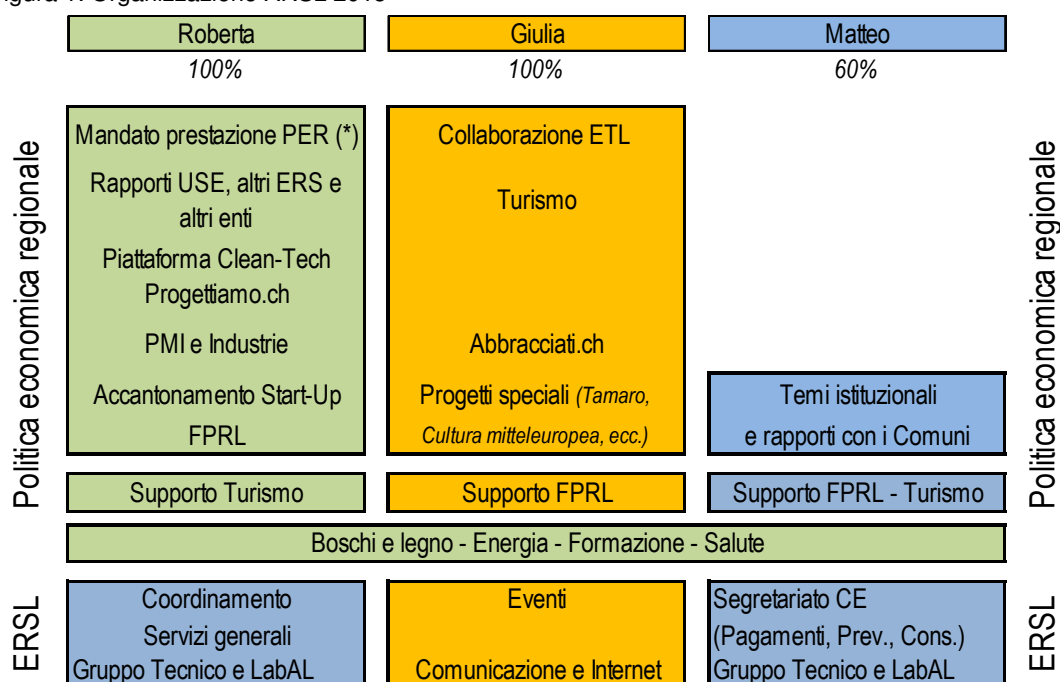 Roberta
Giulia
Matteo
100%
100%
60%
Politica economica regionale
Mandato prestazione PER (*)
Rapporti USE, altri ERS e
altri enti
Piattaforma Clean-Tech
Progettiamo.ch
PMI e Industrie
Accantonamento Start-Up
FPRL
Collaborazione ETL
Turismo
Abbracciati.ch
Progetti speciali (Tamaro,
Cultura mitteleuropea, ecc.)
Temi istituzionali
e rapporti con i Comuni
Politica economica regionale
Supporto Turismo
Supporto FPRL
Supporto FPRL - Turismo
Boschi e legno - Energia - Formazione - Salute
ERSL
Coordinamento
Servizi generali
Gruppo Tecnico e LabAL
Eventi
Comunicazione e Internet
Segretariato CE
(Pagamenti, Prev., Cons.)
Gruppo Tecnico e LabAL
ERSL